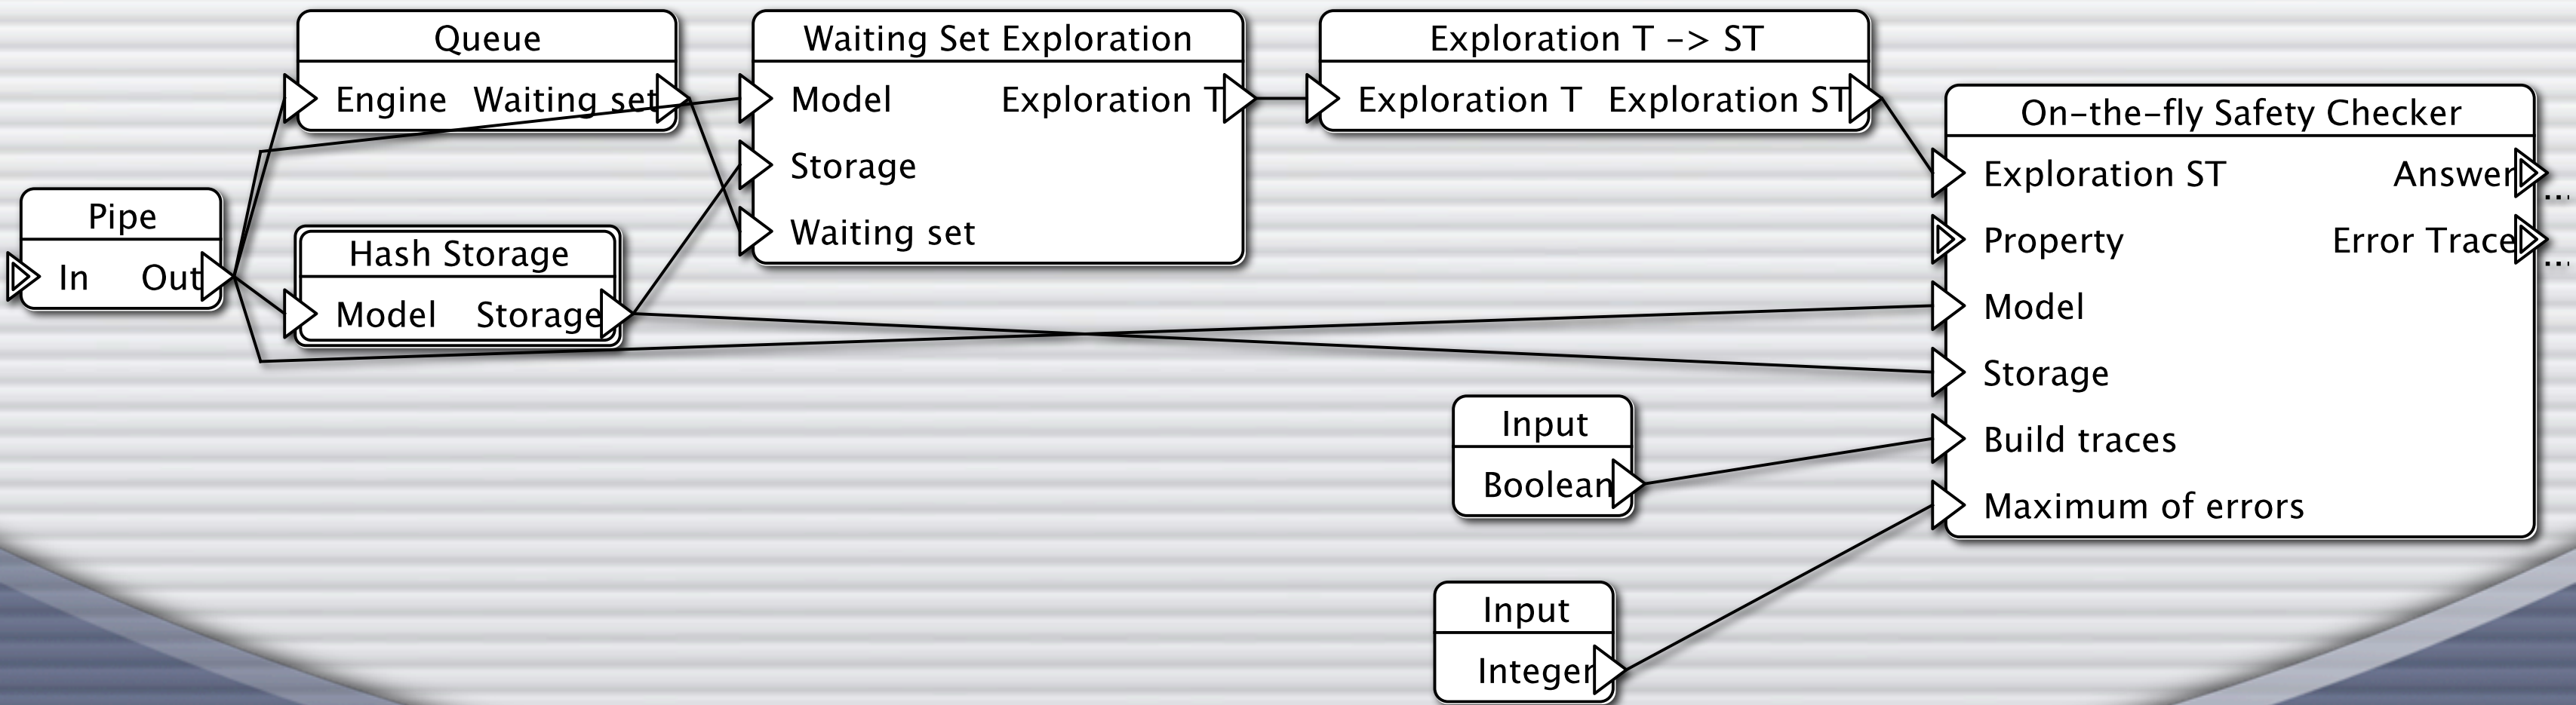 Queue
Engine Waiting set
Waiting Set Exploration
Model Exploration T
Storage
Waiting set
Exploration T -> ST
Exploration T Exploration ST
On-the-fly Safety Checker
Exploration ST Answer
...
Property Error Trace
...
Model
Storage
Build traces
Maximum of errors
Pipe
In Out
Hash Storage
Model Storage
Input
Boolean
Input
Integer